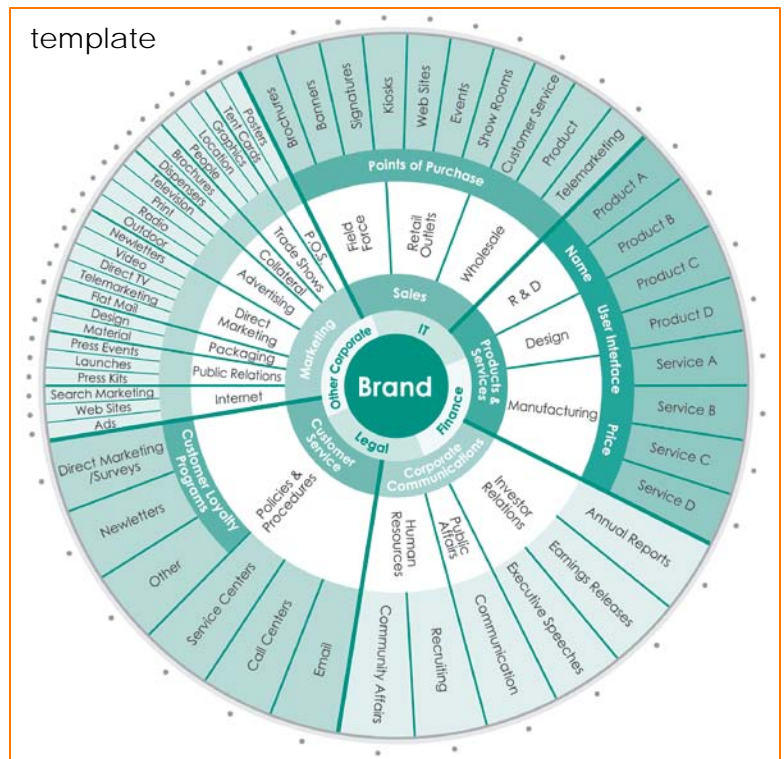 template
Brochures
Banners
Signatures
Kiosks
Web Sites
Events
Show Rooms
Customer Service
Product
Telemarketing
Product A
Product B
Product C
Product D
Service A
Service B
Service C
Service D
Annual Reports
Earnings Releases
Executive Speeches
Communication
Recruiting
Community Affairs
Email
Call Centers
Service Centers
Other
Newletters
Direct Marketing
/Surveys
Ads
Web Sites
Search Marketing
Press Kits
Launches
Press Events
Material
Design
Flat Mail
Telemarketing
Direct TV
Video
Newletters
Outdoor
Radio
Print
Television
Dispensers
Brochures
People
Location
Graphics
Tent Cards
Posters
Points of Purchase
Name
User Interface
Price
Customer Loyalty
Programs
Field
Force
Retail
Outlets
Wholesale
R & D
Design
Manufacturing
Investor
Relations
Public
Affairs
Human
Resources
Policies &
Procedures
Internet
Public Relations
Packaging
Direct
Marketing
Advertising
Collateral
Trade Shows
P.O.S.
Sales
Products &
Services
Corporate
Communications
Customer
Service
Marketing
IT
Finance
Legal
Other Corporate
Brand